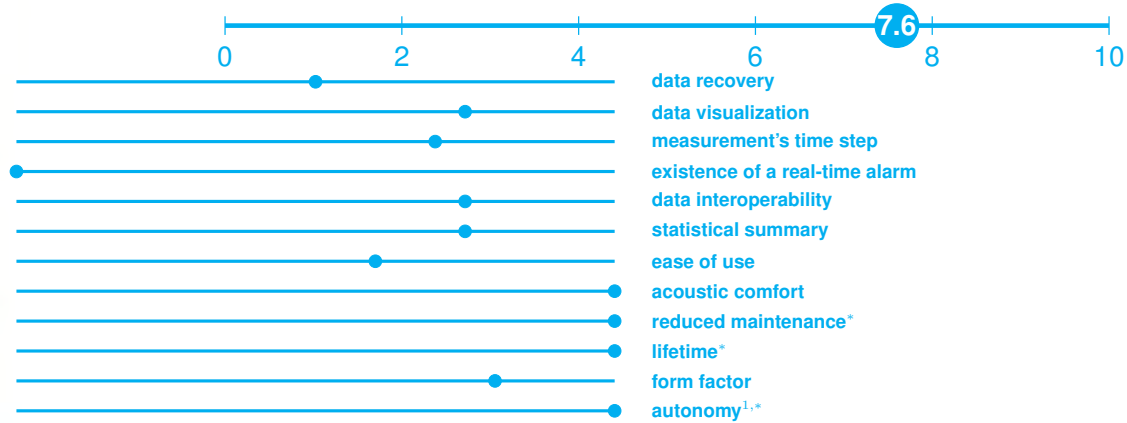 7.6
0 2 4 6 8 10
data recovery
data visualization
measurement's time step
existence of a real-time alarm
data interoperability
statistical summary
ease of use
acoustic comfort
reduced maintenance*
lifetime*
form factor
autonomy1,*